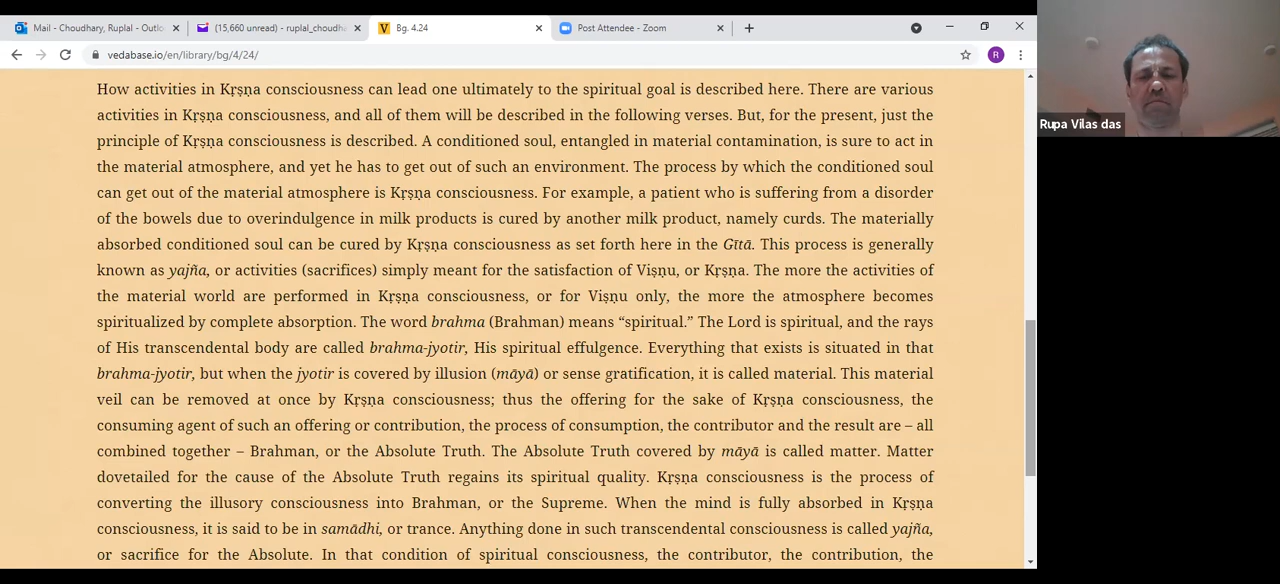 Mail - Choudhary, Ruplal - Outlo
(15,660 unread) - ruplal_choudh
Bg. 4.24
Post Attendee - Zoom
vedabase.io/en/library/bg/4/24/
R
Rupa Vilas das
How activities in Kṛṣṇa consciousness can lead one ultimately to the spiritual goal is described here. There are various
activities in Kṛṣṇa consciousness, and all of them will be described in the following verses. But, for the present, just the
principle of Kṛṣṇa consciousness is described. A conditioned soul, entangled in material contamination, is sure to act in
the material atmosphere, and yet he has to get out of such an environment. The process by which the conditioned soul
can get out of the material atmosphere is Kṛṣṇa consciousness. For example, a patient who is suffering from a disorder
of the bowels due to overindulgence in milk products is cured by another milk product, namely curds. The materially
absorbed conditioned soul can be cured by Kṛṣṇa consciousness as set forth here in the Gītā. This process is generally
known as yajña, or activities (sacrifices) simply meant for the satisfaction of Viṣṇu, or Kṛṣṇa. The more the activities of
the material world are performed in Kṛṣṇa consciousness, or for Viṣṇu only, the more the atmosphere becomes
spiritualized by complete absorption. The word brahma (Brahman) means “spiritual.” The Lord is spiritual, and the rays
of His transcendental body are called brahma-jyotir, His spiritual effulgence. Everything that exists is situated in that
brahma-jyotir, but when the jyotir is covered by illusion (māyā) or sense gratification, it is called material. This material
veil can be removed at once by Kṛṣṇa consciousness; thus the offering for the sake of Kṛṣṇa consciousness, the
consuming agent of such an offering or contribution, the process of consumption, the contributor and the result are – all
combined together – Brahman, or the Absolute Truth. The Absolute Truth covered by māyā is called matter. Matter
dovetailed for the cause of the Absolute Truth regains its spiritual quality. Kṛṣṇa consciousness is the process of
converting the illusory consciousness into Brahman, or the Supreme. When the mind is fully absorbed in Kṛṣṇa
consciousness, it is said to be in samādhi, or trance. Anything done in such transcendental consciousness is called yajña,
or sacrifice for the Absolute. In that condition of spiritual consciousness, the contributor, the contribution, the